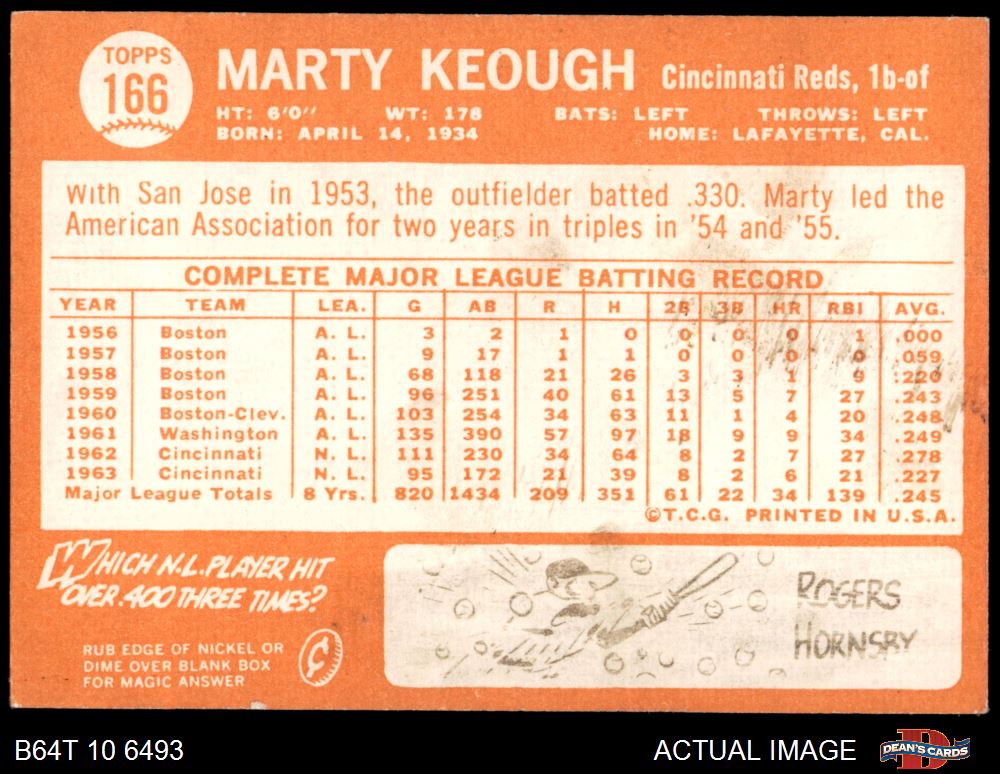 TOPPS
166
MARTY KEOUGH Cincinnati Reds, 1b-of
HT: 6'0" WT: 178 BATS: LEFT THROWS: LEFT
BORN: APRIL 14, 1934 HOME: LAFAYETTE, CAL.
With San Jose in 1953, the outfielder batted .330. Marty led the
American Association for two years in triples in '54 and '55.
COMPLETE MAJOR LEAGUE BATTING RECORD
YEAR TEAM LEA. G AB R H 2B 3B HR RBI AVG.
1956 Boston A. L. 3 2 1 0 0 0 0 1 .000
1957 Boston A. L. 9 17 1 1 0 0 0 0 .059
1958 Boston A. L. 68 118 21 26 3 3 1 9 .220
1959 Boston A. L. 96 251 40 61 13 5 7 27 .243
1960 Boston-Clev. A. L. 103 254 34 63 11 1 4 20 .248
1961 Washington A. L. 135 390 57 97 18 9 9 34 .249
1962 Cincinnati N. L. 111 230 34 64 8 2 7 27 .278
1963 Cincinnati N. L. 95 172 21 39 8 2 6 21 .227
Major League Totals 8 Yrs. 820 1434 209 351 61 22 34 139 .245
©T.C.G. PRINTED IN U.S.A.
WHICH N.L. PLAYER HIT
OVER .400 THREE TIMES?
RUB EDGE OF NICKEL OR
DIME OVER BLANK BOX
FOR MAGIC ANSWER
¢
ROGERS
HORNSBY
B64T 10 6493 ACTUAL IMAGE DEAN'S CARDS